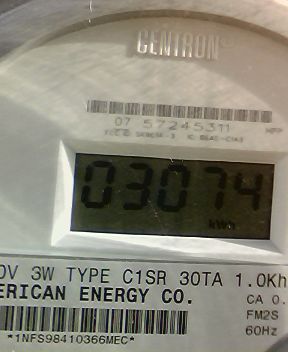 CENTRON
07 57245311
03074
kWh
0V 3W TYPE C1SR 30TA 1.0Kh
ERICAN ENERGY CO.
CA 0.
FM2S
60Hz
*1NFS98410366MEC*